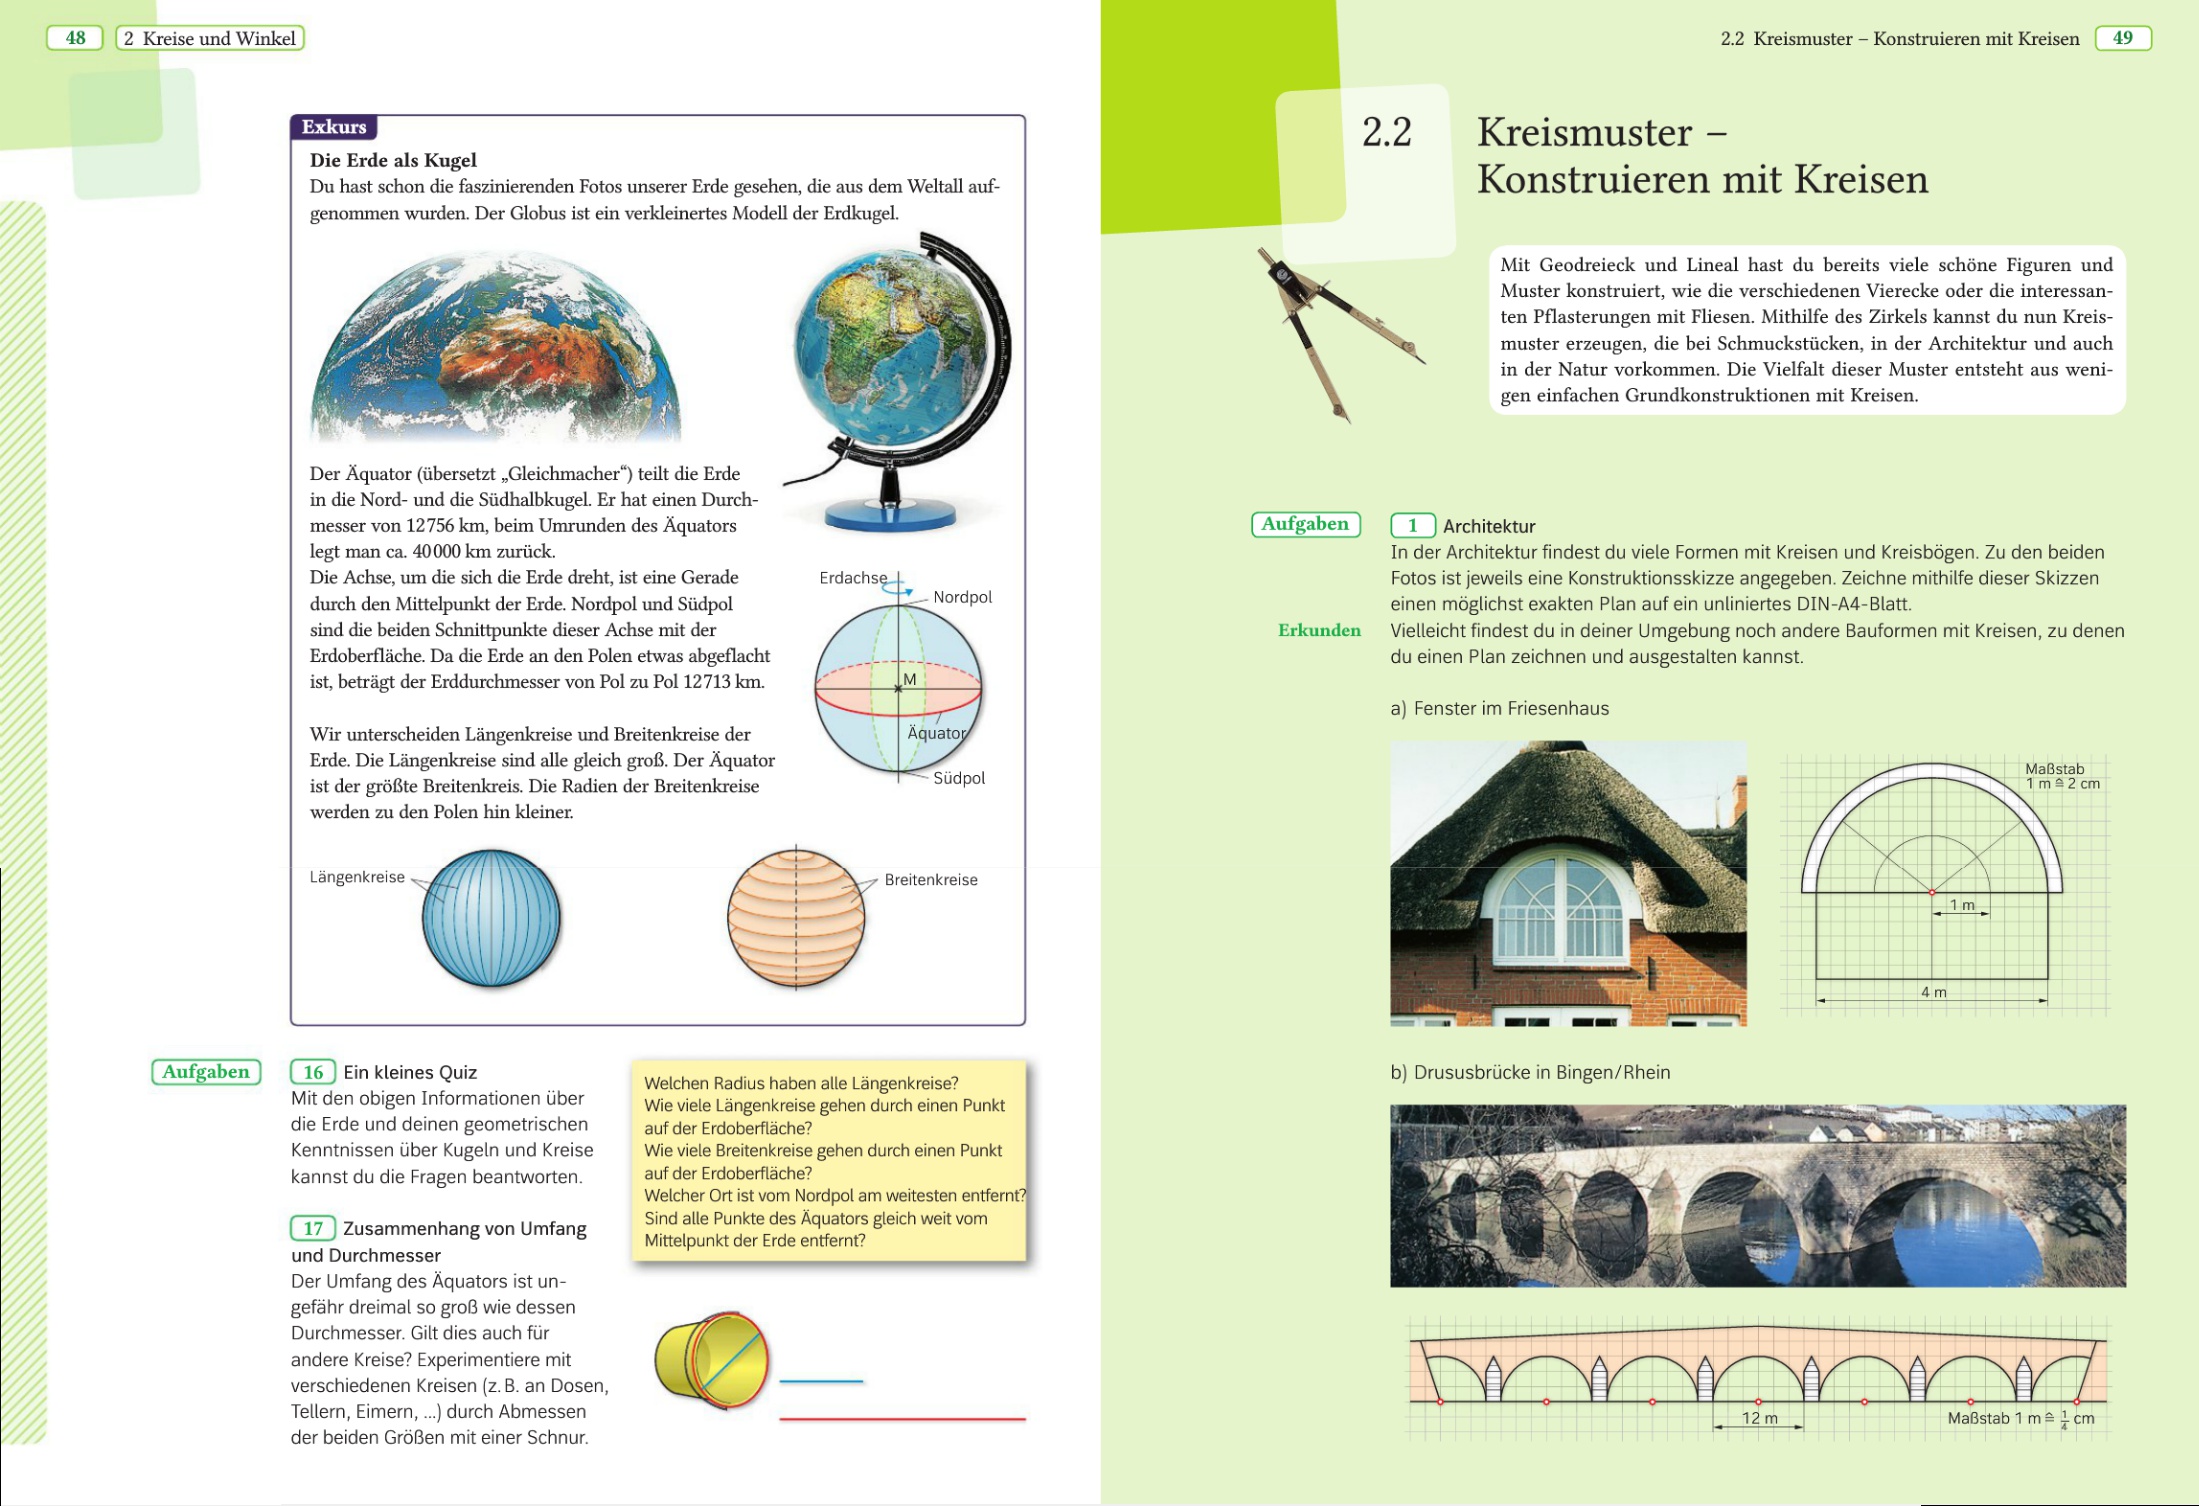 48
2 Kreise und Winkel
Exkurs
Die Erde als Kugel
Du hast schon die faszinierenden Fotos unserer Erde gesehen, die aus dem Weltall auf-
genommen wurden. Der Globus ist ein verkleinertes Modell der Erdkugel.
Der Äquator (übersetzt „Gleichmacher“) teilt die Erde
in die Nord- und die Südhalbkugel. Er hat einen Durch-
messer von 12756 km, beim Umrunden des Äquators
legt man ca. 40000 km zurück.
Die Achse, um die sich die Erde dreht, ist eine Gerade
durch den Mittelpunkt der Erde. Nordpol und Südpol
sind die beiden Schnittpunkte dieser Achse mit der
Erdoberfläche. Da die Erde an den Polen etwas abgeflacht
ist, beträgt der Erddurchmesser von Pol zu Pol 12713 km.
Erdachse
Nordpol
M
Äquator
Südpol
Wir unterscheiden Längenkreise und Breitenkreise der
Erde. Die Längenkreise sind alle gleich groß. Der Äquator
ist der größte Breitenkreis. Die Radien der Breitenkreise
werden zu den Polen hin kleiner.
Längenkreise
Breitenkreise
Aufgaben
16 Ein kleines Quiz
Mit den obigen Informationen über
die Erde und deinen geometrischen
Kenntnissen über Kugeln und Kreise
kannst du die Fragen beantworten.
Welchen Radius haben alle Längenkreise?
Wie viele Längenkreise gehen durch einen Punkt
auf der Erdoberfläche?
Wie viele Breitenkreise gehen durch einen Punkt
auf der Erdoberfläche?
Welcher Ort ist vom Nordpol am weitesten entfernt?
Sind alle Punkte des Äquators gleich weit vom
Mittelpunkt der Erde entfernt?
17 Zusammenhang von Umfang
und Durchmesser
Der Umfang des Äquators ist un-
gefähr dreimal so groß wie dessen
Durchmesser. Gilt dies auch für
andere Kreise? Experimentiere mit
verschiedenen Kreisen (z. B. an Dosen,
Tellern, Eimern, ...) durch Abmessen
der beiden Größen mit einer Schnur.
2.2 Kreismuster – Konstruieren mit Kreisen
49
2.2
Kreismuster –
Konstruieren mit Kreisen
Mit Geodreieck und Lineal hast du bereits viele schöne Figuren und
Muster konstruiert, wie die verschiedenen Vierecke oder die interessan-
ten Pflasterungen mit Fliesen. Mithilfe des Zirkels kannst du nun Kreis-
muster erzeugen, die bei Schmuckstücken, in der Architektur und auch
in der Natur vorkommen. Die Vielfalt dieser Muster entsteht aus weni-
gen einfachen Grundkonstruktionen mit Kreisen.
Aufgaben
1 Architektur
In der Architektur findest du viele Formen mit Kreisen und Kreisbögen. Zu den beiden
Fotos ist jeweils eine Konstruktionsskizze angegeben. Zeichne mithilfe dieser Skizzen
einen möglichst exakten Plan auf ein unliniertes DIN-A4-Blatt.
Erkunden
Vielleicht findest du in deiner Umgebung noch andere Bauformen mit Kreisen, zu denen
du einen Plan zeichnen und ausgestalten kannst.
a) Fenster im Friesenhaus
Maßstab
1 m ≙ 2 cm
1 m
4 m
b) Drususbrücke in Bingen/Rhein
12 m
Maßstab 1 m ≙ 1/4 cm